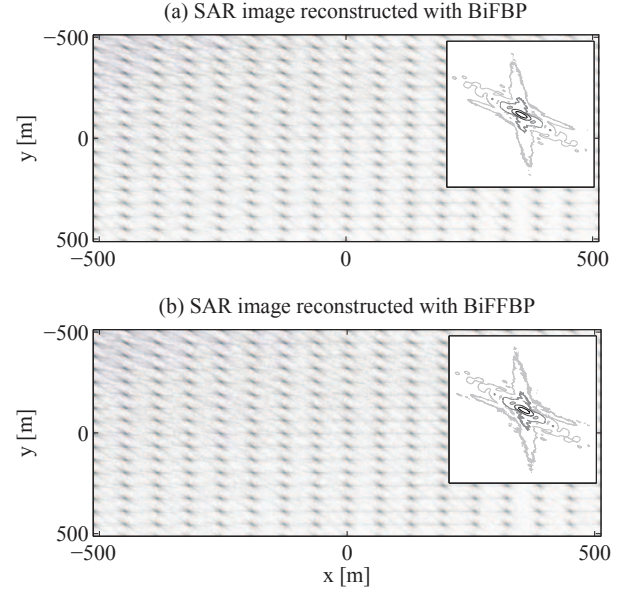 (a) SAR image reconstructed with BiFBP
−500
0
500
y [m]
−500 0 500
(b) SAR image reconstructed with BiFFBP
−500
0
500
y [m]
−500 0 500
x [m]